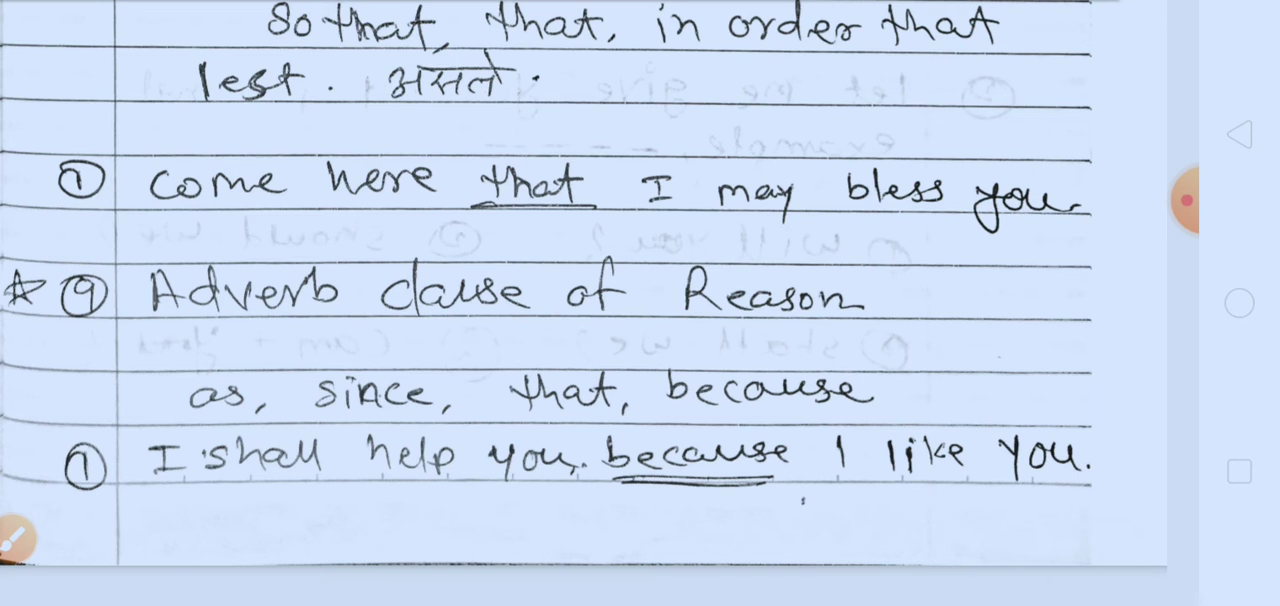 So that, that, in order that
lest. असते.
① come here that I may bless you
☆ ⑨ Adverb clause of Reason
as, since, that, because
① I shall help you. because I like you.